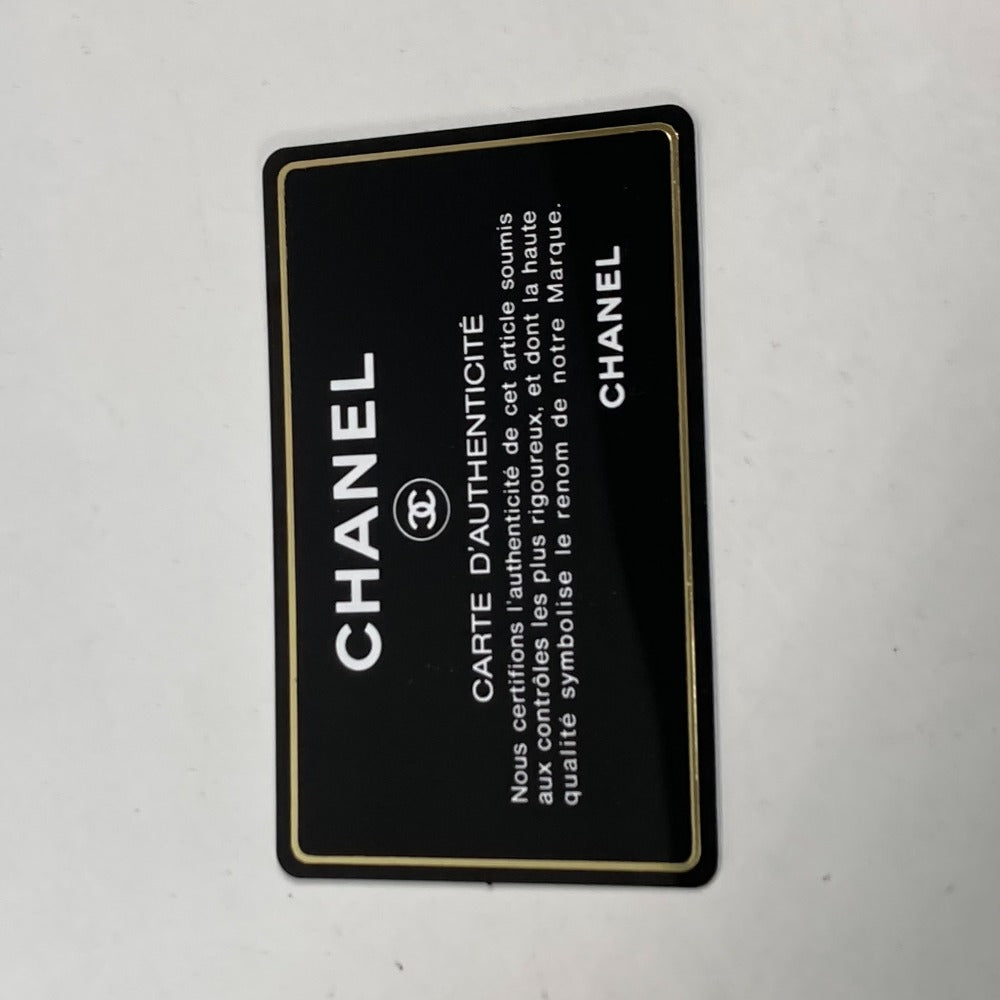 CHANEL
CARTE D'AUTHENTICITÉ
Nous certifions l'authenticité de cet article soumis
aux contrôles les plus rigoureux, et dont la haute
qualité symbolise le renom de notre Marque.
CHANEL